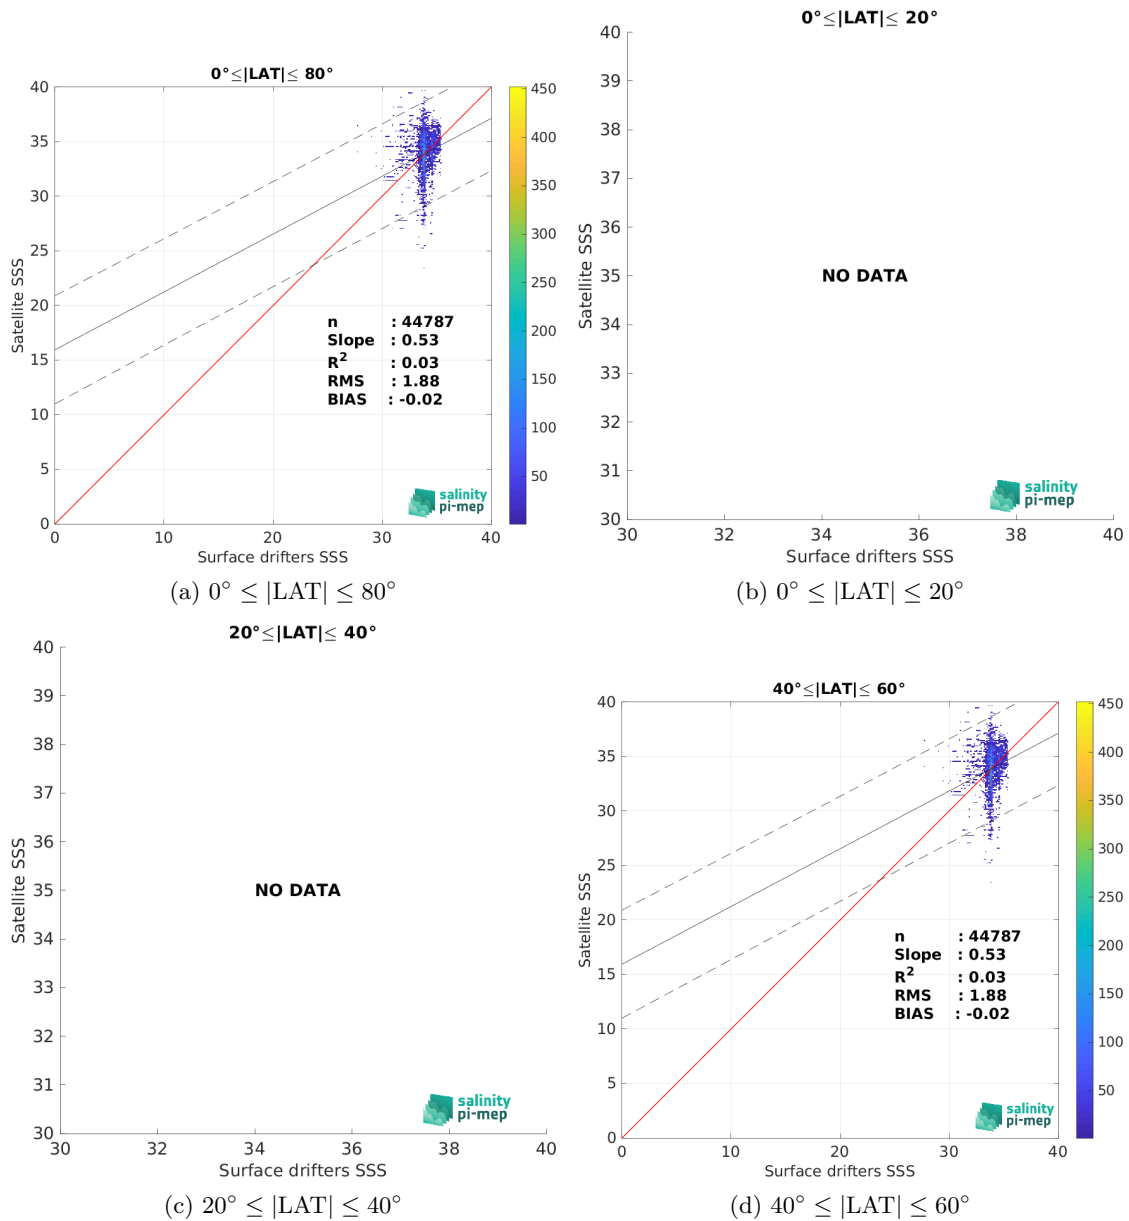 0°≤|LAT|≤ 80°
40
35
30
25
20
15
10
5
0
0
10
20
30
40
Satellite SSS
Surface drifters SSS
n : 44787
Slope : 0.53
R2 : 0.03
RMS : 1.88
BIAS : -0.02
salinity
pi-mep
450
400
350
300
250
200
150
100
50
(a) 0° ≤ |LAT| ≤ 80°
0°≤|LAT|≤ 20°
40
39
38
37
36
35
34
33
32
31
30
30
32
34
36
38
40
Satellite SSS
Surface drifters SSS
NO DATA
salinity
pi-mep
(b) 0° ≤ |LAT| ≤ 20°
20°≤|LAT|≤ 40°
40
39
38
37
36
35
34
33
32
31
30
30
32
34
36
38
40
Satellite SSS
Surface drifters SSS
NO DATA
salinity
pi-mep
(c) 20° ≤ |LAT| ≤ 40°
40°≤|LAT|≤ 60°
40
35
30
25
20
15
10
5
0
0
10
20
30
40
Satellite SSS
Surface drifters SSS
n : 44787
Slope : 0.53
R2 : 0.03
RMS : 1.88
BIAS : -0.02
salinity
pi-mep
450
400
350
300
250
200
150
100
50
(d) 40° ≤ |LAT| ≤ 60°